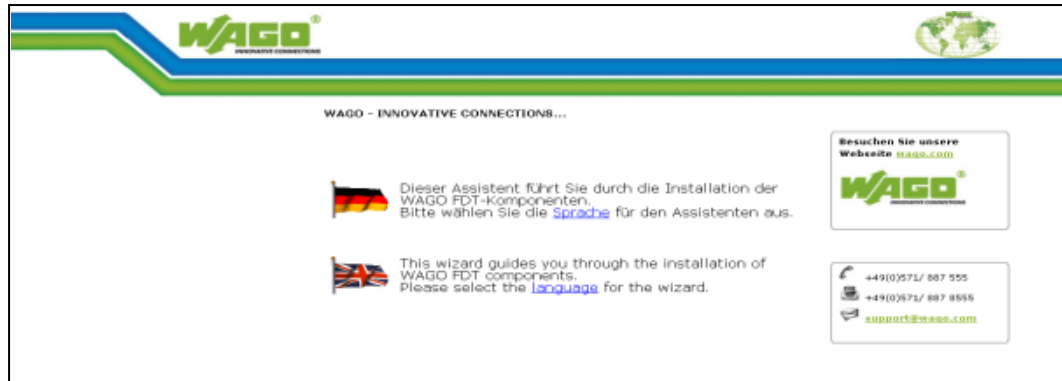 WAGO®
INNOVATIVE CONNECTIONS
WAGO - INNOVATIVE CONNECTIONS...
Dieser Assistent führt Sie durch die Installation der
WAGO FDT-Komponenten.
Bitte wählen Sie die Sprache für den Assistenten aus.
This wizard guides you through the installation of
WAGO FDT components.
Please select the language for the wizard.
Besuchen Sie unsere
Webseite wago.com
WAGO®
INNOVATIVE CONNECTIONS
+49(0)571/ 887 555
+49(0)571/ 887 8555
support@wago.com